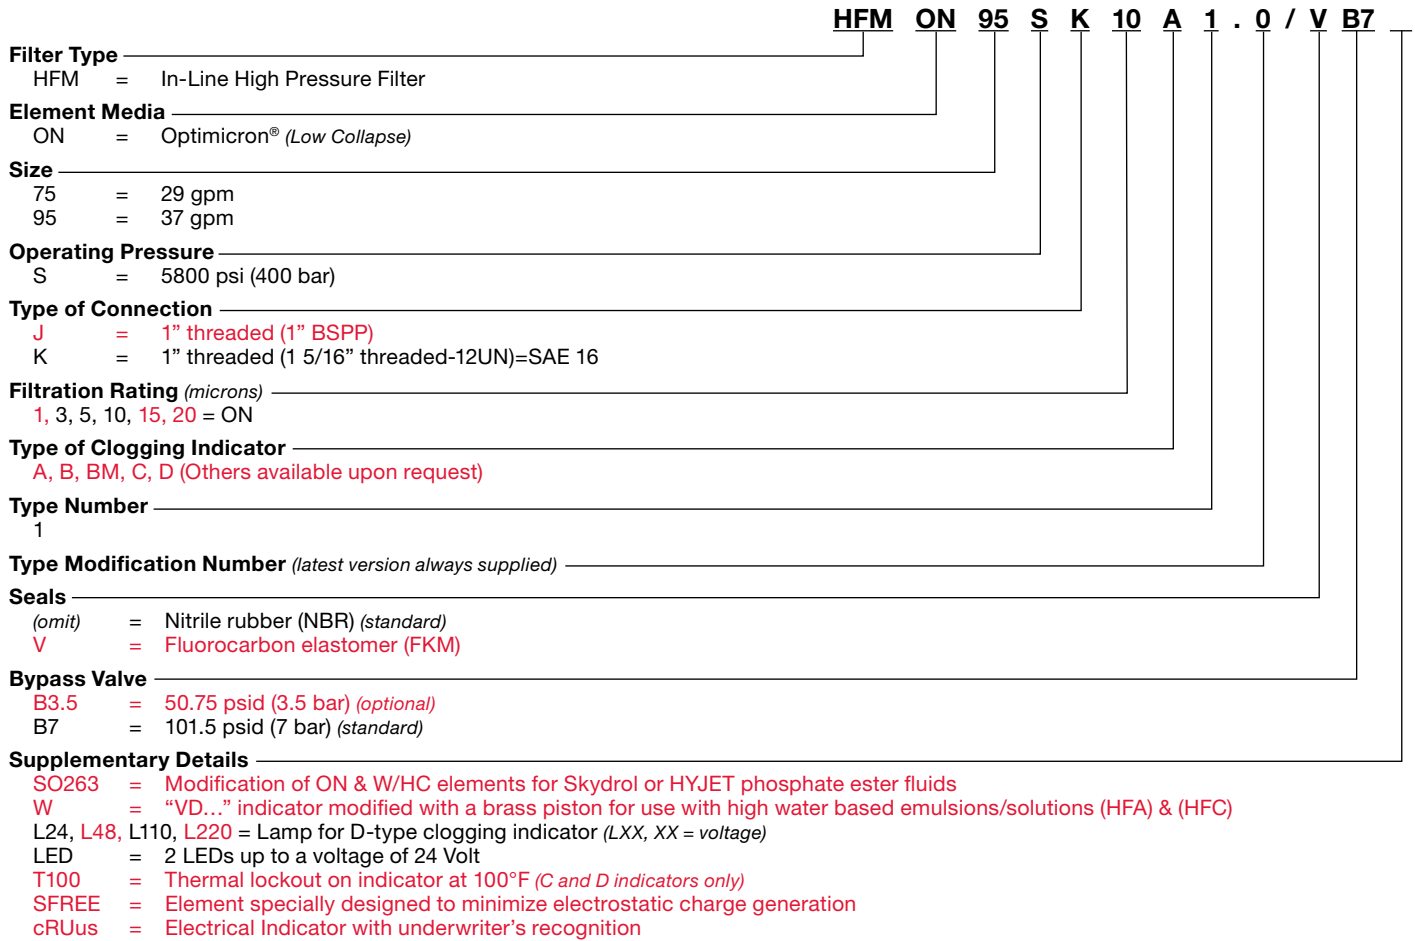 HFM ON 95 S K 10 A 1 . 0 / V B7
Filter Type
HFM = In-Line High Pressure Filter
Element Media
ON = Optimicron® (Low Collapse)
Size
75 = 29 gpm
95 = 37 gpm
Operating Pressure
S = 5800 psi (400 bar)
Type of Connection
J = 1” threaded (1” BSPP)
K = 1” threaded (1 5/16” threaded-12UN)=SAE 16
Filtration Rating (microns)
1, 3, 5, 10, 15, 20 = ON
Type of Clogging Indicator
A, B, BM, C, D (Others available upon request)
Type Number
1
Type Modification Number (latest version always supplied)
Seals
(omit) = Nitrile rubber (NBR) (standard)
V = Fluorocarbon elastomer (FKM)
Bypass Valve
B3.5 = 50.75 psid (3.5 bar) (optional)
B7 = 101.5 psid (7 bar) (standard)
Supplementary Details
SO263 = Modification of ON & W/HC elements for Skydrol or HYJET phosphate ester fluids
W = “VD…” indicator modified with a brass piston for use with high water based emulsions/solutions (HFA) & (HFC)
L24, L48, L110, L220 = Lamp for D-type clogging indicator (LXX, XX = voltage)
LED = 2 LEDs up to a voltage of 24 Volt
T100 = Thermal lockout on indicator at 100°F (C and D indicators only)
SFREE = Element specially designed to minimize electrostatic charge generation
cRUus = Electrical Indicator with underwriter’s recognition